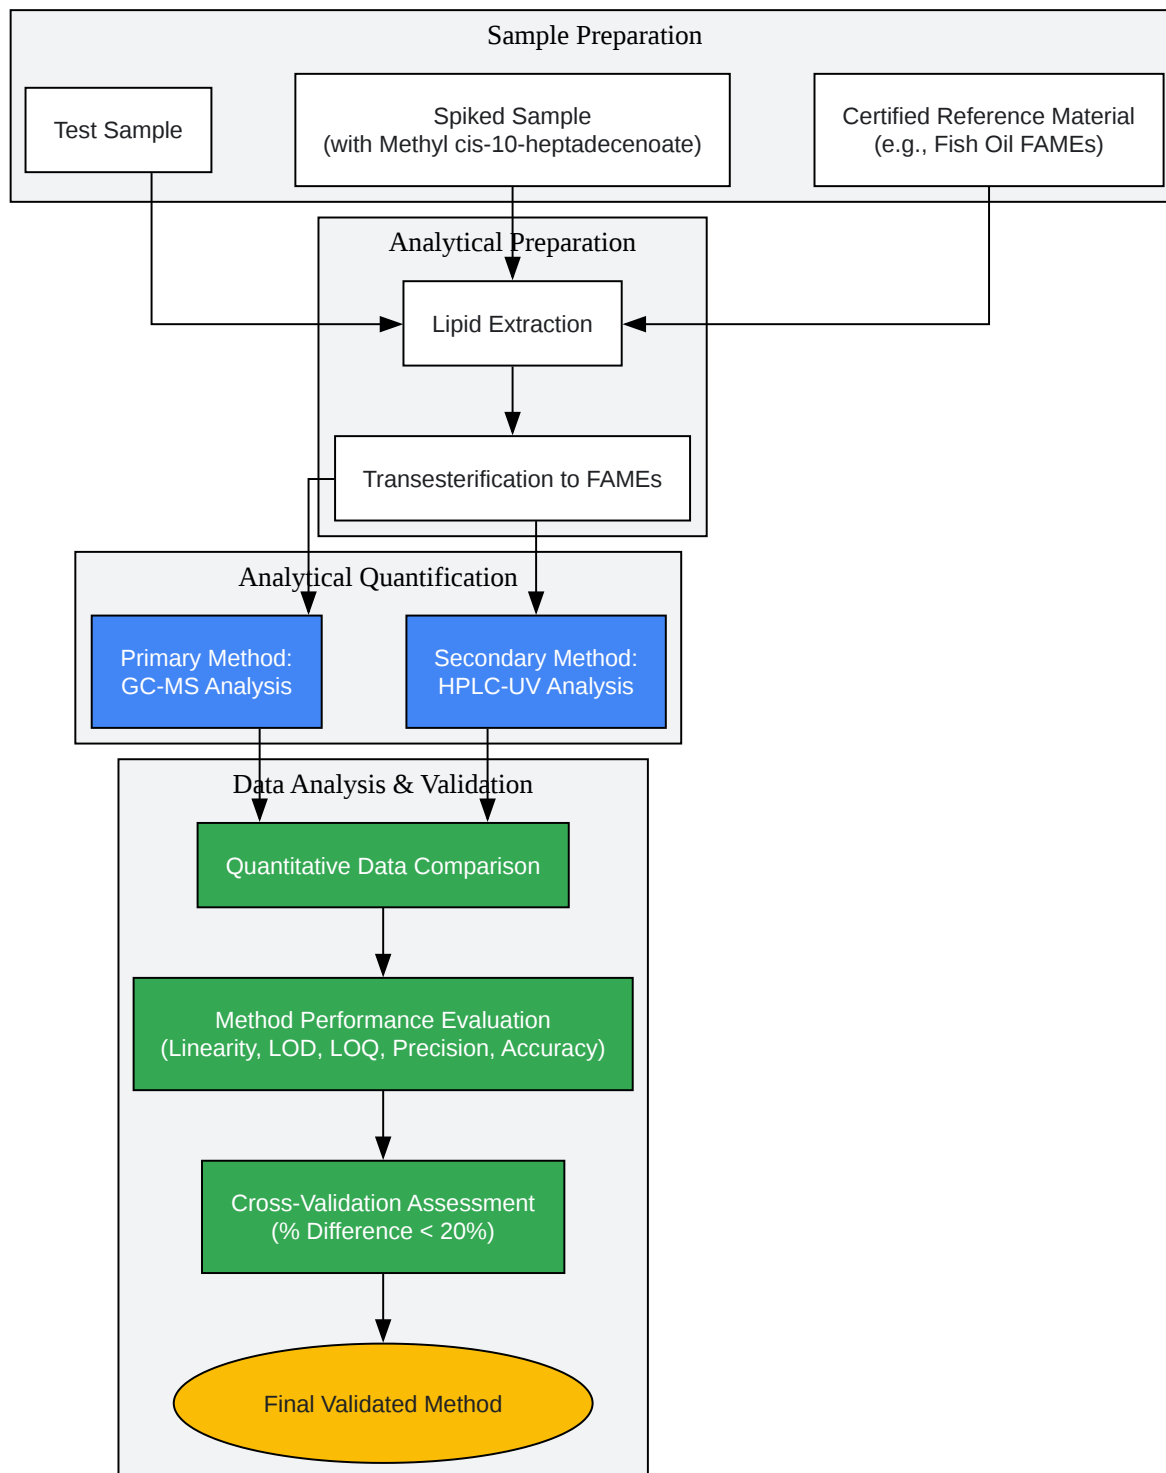 Sample Preparation
Test Sample
Spiked Sample
(with Methyl cis-10-heptadecenoate)
Certified Reference Material
(e.g., Fish Oil FAMEs)
Analytical Preparation
Lipid Extraction
Transesterification to FAMEs
Analytical Quantification
Primary Method:
GC-MS Analysis
Secondary Method:
HPLC-UV Analysis
Data Analysis & Validation
Quantitative Data Comparison
Method Performance Evaluation
(Linearity, LOD, LOQ, Precision, Accuracy)
Cross-Validation Assessment
(% Difference < 20%)
Final Validated Method